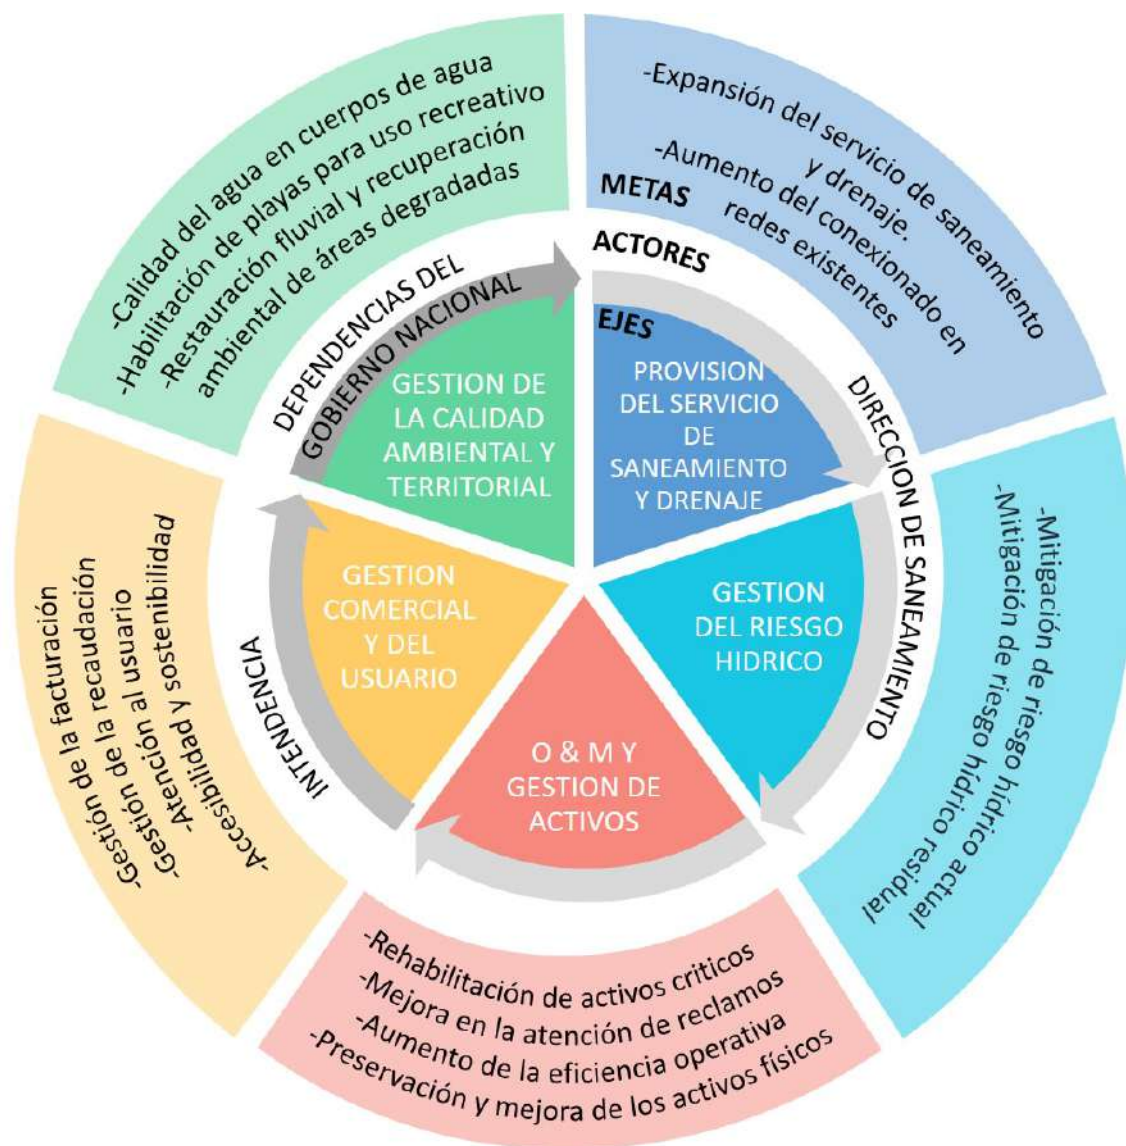 -Expansión del servicio de saneamiento
y drenaje.
-Aumento del conexionado en
redes existentes
METAS
ACTORES
EJES
PROVISION
DEL SERVICIO
DE
SANEAMIENTO
Y DRENAJE
DIRECCION DE SANEAMIENTO
-Mitigación de riesgo hídrico actual
-Mitigación de riesgo hídrico residual
GESTION
DEL RIESGO
HIDRICO
O & M Y
GESTION DE
ACTIVOS
-Rehabilitación de activos criticos
-Mejora en la atención de reclamos
-Aumento de la eficiencia operativa
-Preservación y mejora de los activos físicos
GESTION
COMERCIAL
Y DEL
USUARIO
INTENDENCIA
-Gestión de la facturación
-Gestión de la recaudación
-Atención al usuario
-Accesibilidad y sostenibilidad
GESTION DE
LA CALIDAD
AMBIENTAL Y
TERRITORIAL
DEPENDENCIAS DEL
GOBIERNO NACIONAL
-Calidad del agua en cuerpos de agua
-Habilitación de playas para uso recreativo
-Restauración fluvial y recuperación
ambiental de áreas degradadas